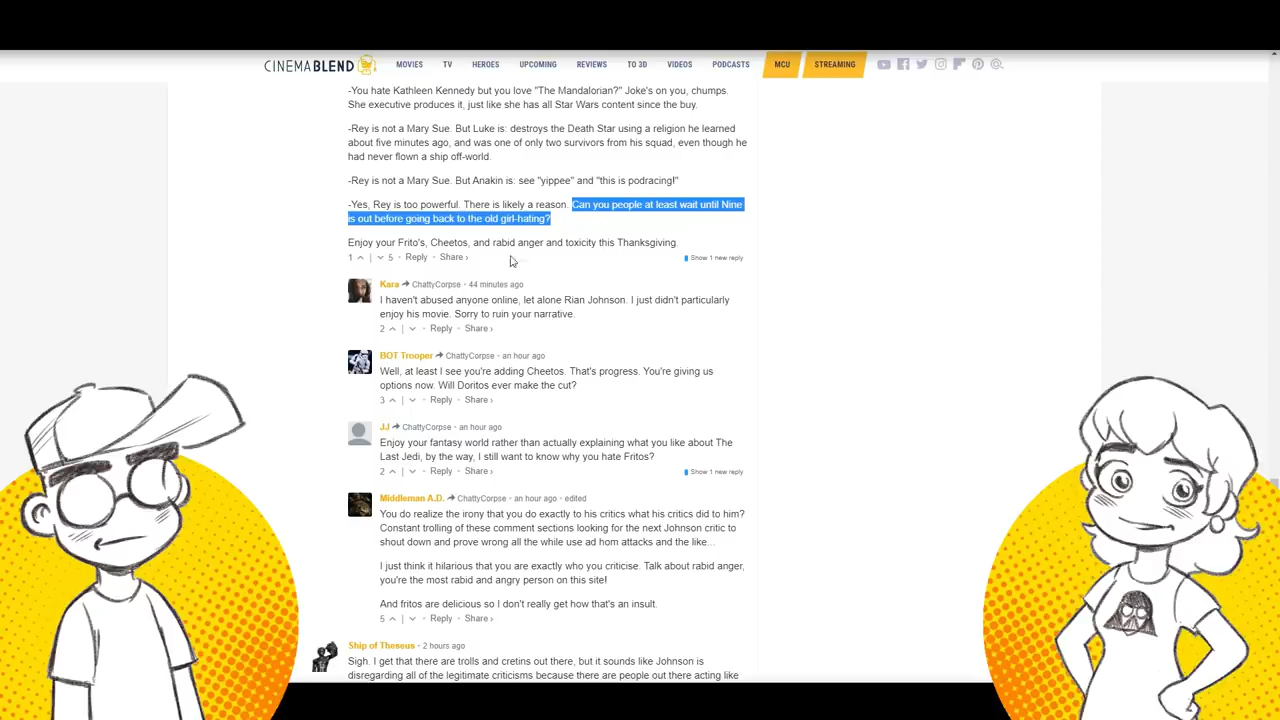 CINEMABLEND MOVIES TV HEROES UPCOMING REVIEWS TO 3D VIDEOS PODCASTS MCU STREAMING
-You hate Kathleen Kennedy but you love "The Mandalorian?" Joke's on you, chumps.
She executive produces it, just like she has all Star Wars content since the buy.
-Rey is not a Mary Sue. But Luke is: destroys the Death Star using a religion he learned
about five minutes ago, and was one of only two survivors from his squad, even though he
had never flown a ship off-world.
-Rey is not a Mary Sue. But Anakin is: see "yippee" and "this is podracing!"
-Yes, Rey is too powerful. There is likely a reason. Can you people at least wait until Nine
is out before going back to the old girl-hating?
Enjoy your Frito's, Cheetos, and rabid anger and toxicity this Thanksgiving.
1 | 5 • Reply • Share › Show 1 new reply
Kara ChattyCorpse • 44 minutes ago
I haven't abused anyone online, let alone Rian Johnson. I just didn't particularly
enjoy his movie. Sorry to ruin your narrative.
2 | • Reply • Share ›
BOT Trooper ChattyCorpse • an hour ago
Well, at least I see you're adding Cheetos. That's progress. You're giving us
options now. Will Doritos ever make the cut?
3 | • Reply • Share ›
JJ ChattyCorpse • an hour ago
Enjoy your fantasy world rather than actually explaining what you like about The
Last Jedi, by the way, I still want to know why you hate Fritos?
2 | • Reply • Share › Show 1 new reply
Middleman A.D. ChattyCorpse • an hour ago • edited
You do realize the irony that you do exactly to his critics what his critics did to him?
Constant trolling of these comment sections looking for the next Johnson critic to
shout down and prove wrong all the while use ad hom attacks and the like...
I just think it hilarious that you are exactly who you criticise. Talk about rabid anger,
you're the most rabid and angry person on this site!
And fritos are delicious so I don't really get how that's an insult.
5 | • Reply • Share ›
Ship of Theseus • 2 hours ago
Sigh. I get that there are trolls and cretins out there, but it sounds like Johnson is
disregarding all of the legitimate criticisms because there are people out there acting like